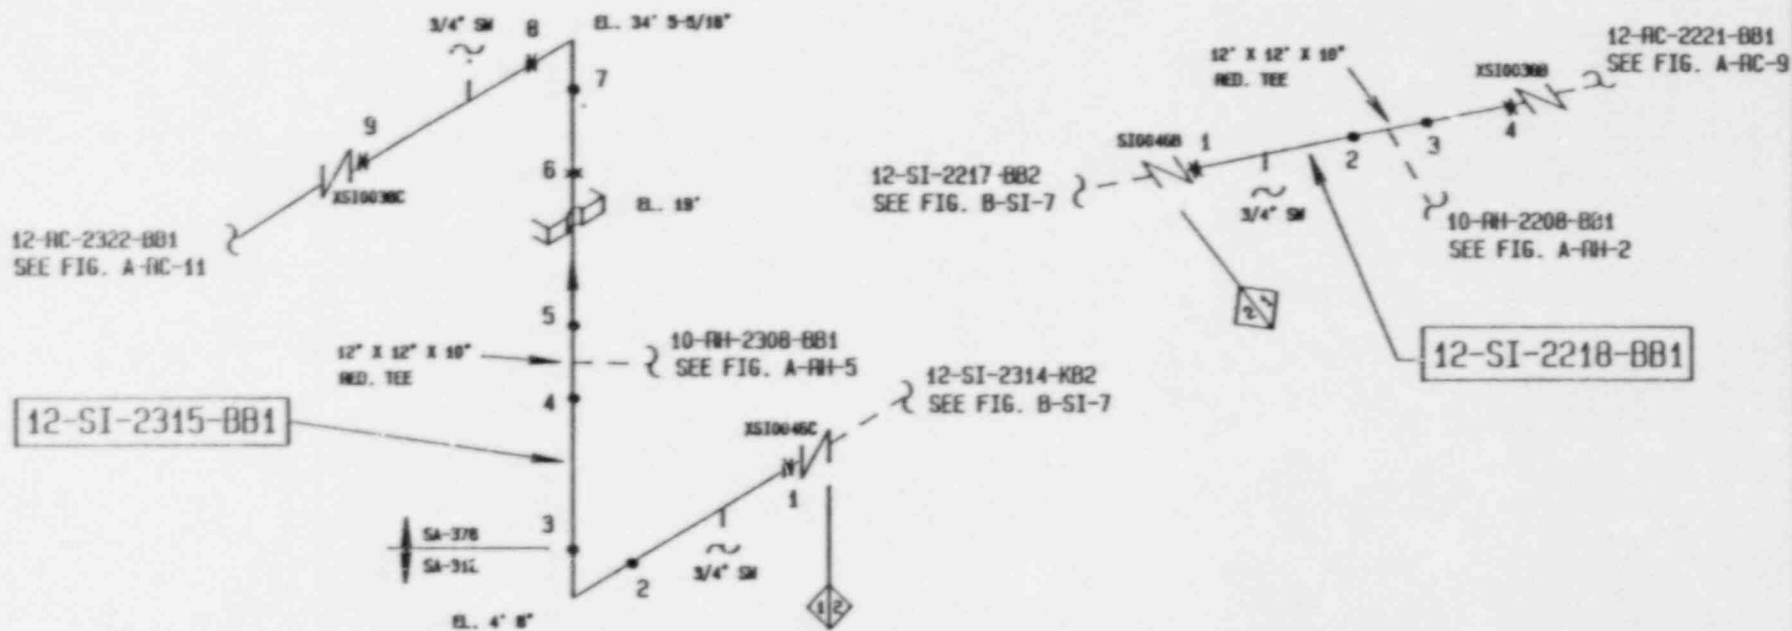 3/4" SW
8
EL. 34' 5-5/16"
7
9
6
XSI0038C
EL. 19'
12-RC-2322-BB1
SEE FIG. A-RC-11
5
12" X 12" X 10"
RED. TEE
10-RH-2308-BB1
SEE FIG. A-RH-5
12-SI-2314-KB2
SEE FIG. B-SI-7
4
12-SI-2315-BB1
XSI0046C
1
3
SA-376
SA-312
2
3/4" SW
1 2
EL. 4' 8"
12" X 12" X 10"
RED. TEE
12-RC-2221-BB1
SEE FIG. A-RC-9
XSI0038B
4
3
SI0046B
1
2
12-SI-2217-BB2
SEE FIG. B-SI-7
3/4" SW
10-RH-2208-BB1
SEE FIG. A-RH-2
2 1
12-SI-2218-BB1